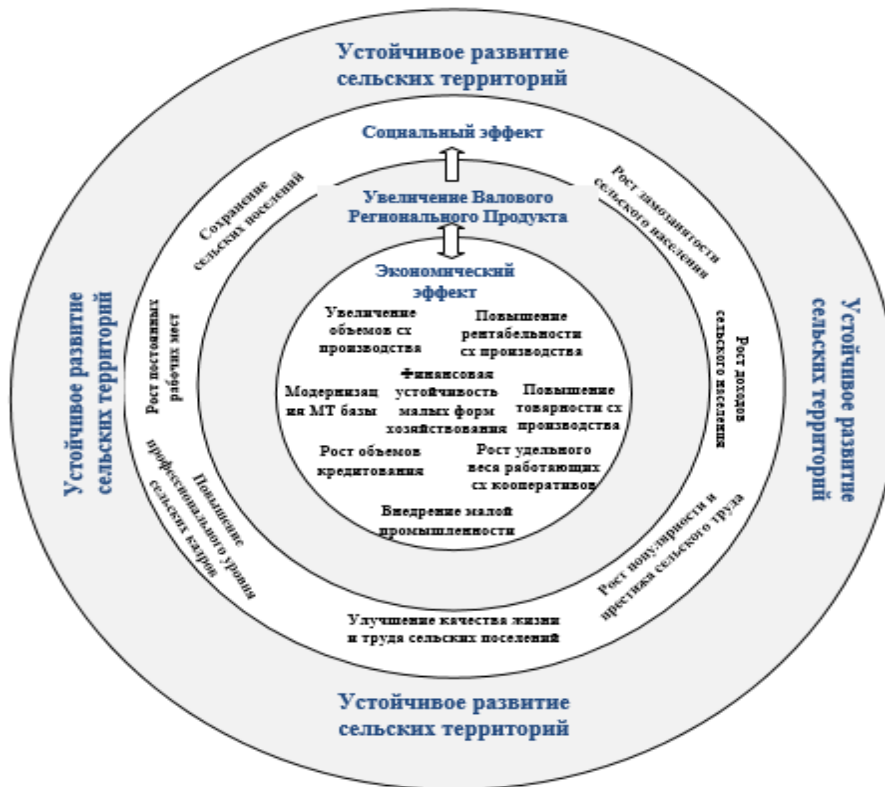 Устойчивое развитие
сельских территорий
Социальный эффект
Сохранение
сельских поселений
Рост замозанятости
сельского населения
Увеличение Валового
Регионального Продукта
Экономический
эффект
Увеличение
объемов сх
производства
Повышение
рентабельности
сх производства
Финансовая
устойчивость
малых форм
хозяйствования
Модернизац
ия МТ базы
Повышение
товарности сх
производства
Рост объемов
кредитования
Рост удельного
веса работающих
сх кооперативов
Внедрение малой
промышленности
Устойчивое развитие
сельских территорий
Рост постоянных
рабочих мест
Рост доходов
сельского населения
Устойчивое развитие
сельских территорий
Повышение
профессионального уровня
сельских кадров
Рост популярности и
престижа сельского труда
Улучшение качества жизни
и труда сельских поселений
Устойчивое развитие
сельских территорий